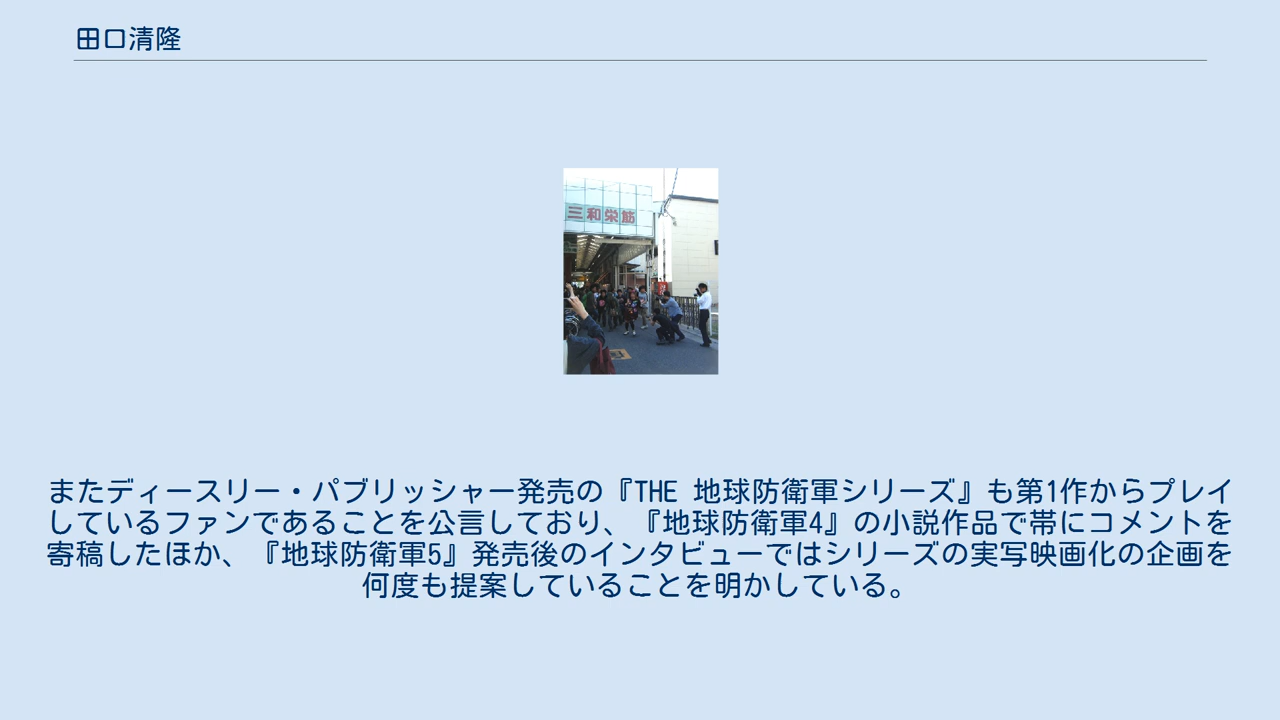 田口清隆
三和栄筋
またディースリー・パブリッシャー発売の『THE 地球防衛軍シリーズ』も第1作からプレイ
しているファンであることを公言しており、『地球防衛軍4』の小説作品で帯にコメントを
寄稿したほか、『地球防衛軍5』発売後のインタビューではシリーズの実写映画化の企画を
何度も提案していることを明かしている。